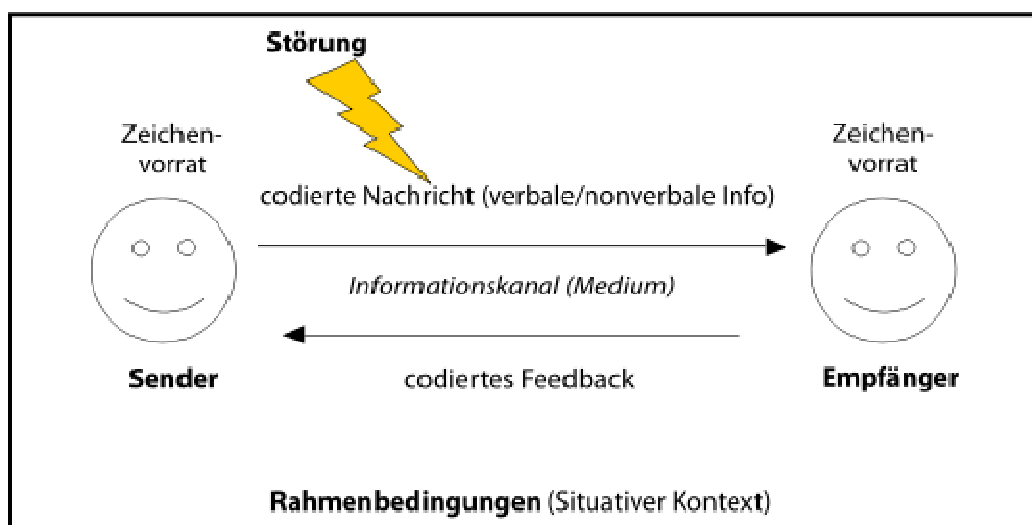 Störung
Zeichen-
vorrat
Zeichen-
vorrat
codierte Nachricht (verbale/nonverbale Info)
Informationskanal (Medium)
Sender
codiertes Feedback
Empfänger
Rahmenbedingungen (Situativer Kontext)